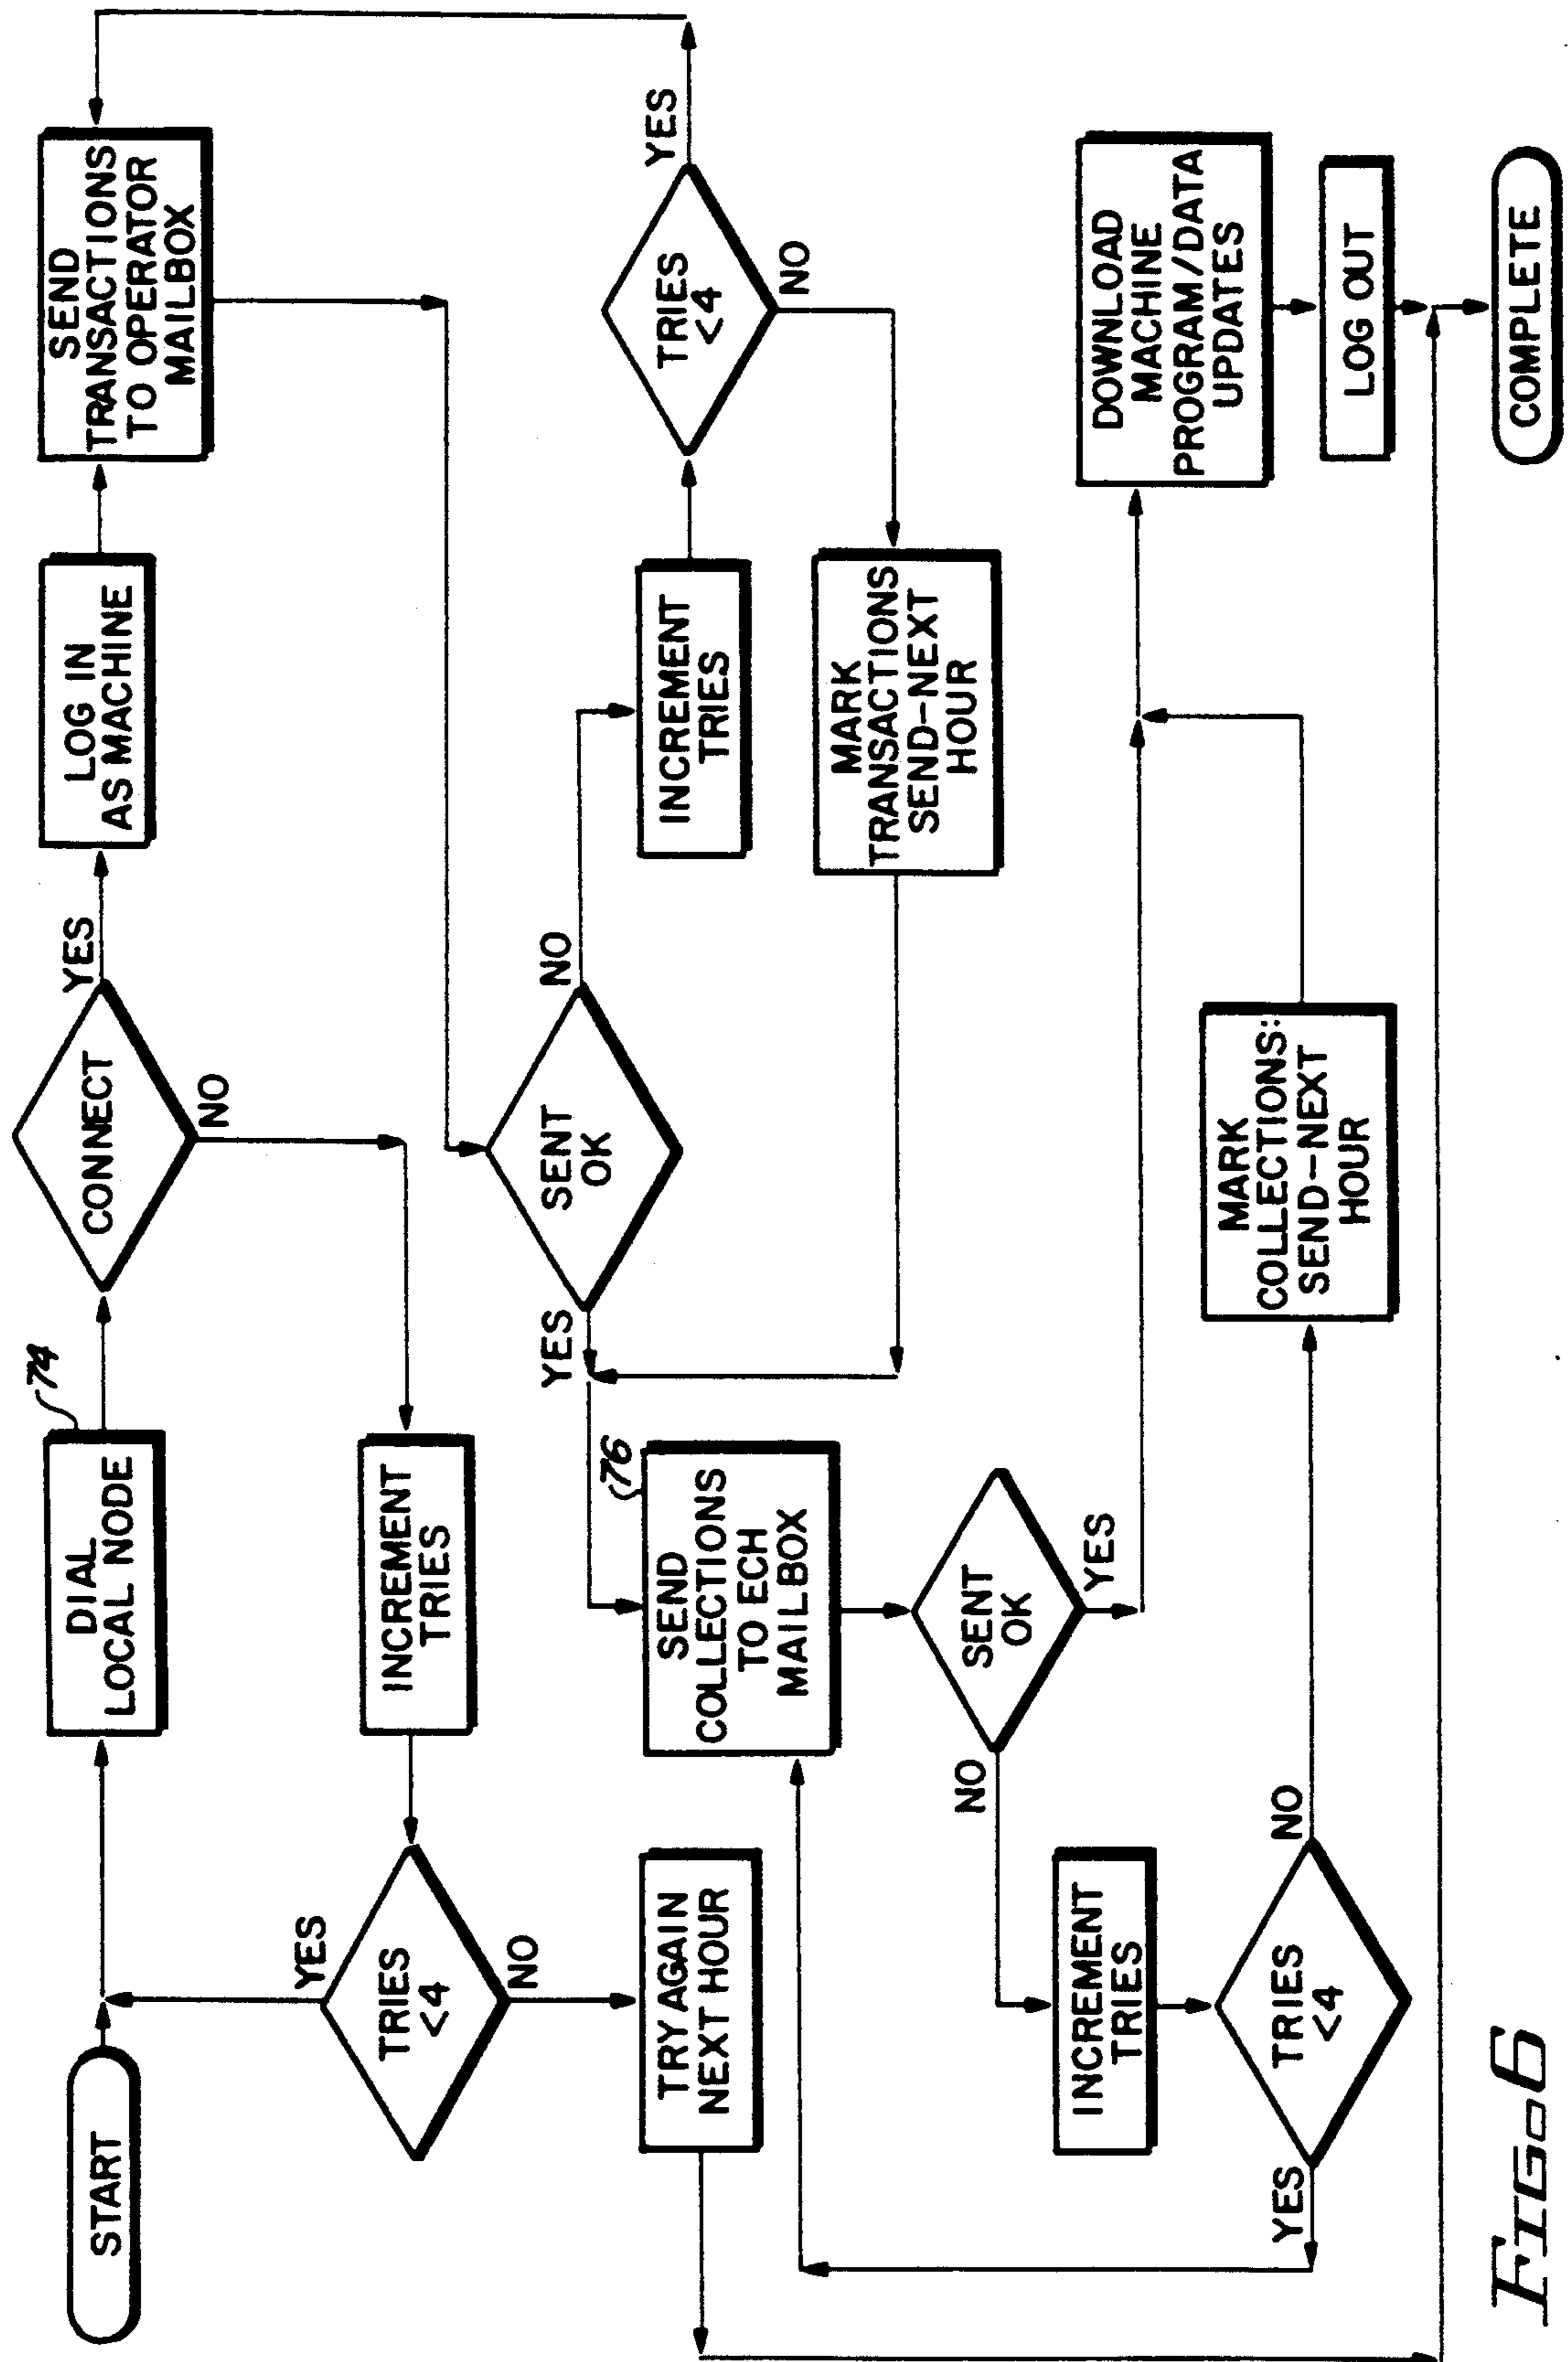 START
DIAL
LOCAL NODE
74
CONNECT
YES
NO
LOG IN
AS MACHINE
SEND
TRANSACTIONS
TO OPERATOR
MAILBOX
INCREMENT
TRIES
TRIES
<4
YES
NO
TRY AGAIN
NEXT HOUR
SENT
OK
YES
NO
INCREMENT
TRIES
TRIES
<4
YES
NO
MARK
TRANSACTIONS
SEND-NEXT
HOUR
76
SEND
COLLECTIONS
TO ECH
MAILBOX
SENT
OK
YES
NO
INCREMENT
TRIES
TRIES
<4
YES
NO
MARK
COLLECTIONS:
SEND-NEXT
HOUR
DOWNLOAD
MACHINE
PROGRAM/DATA
UPDATES
LOG OUT
COMPLETE
FIG. 6